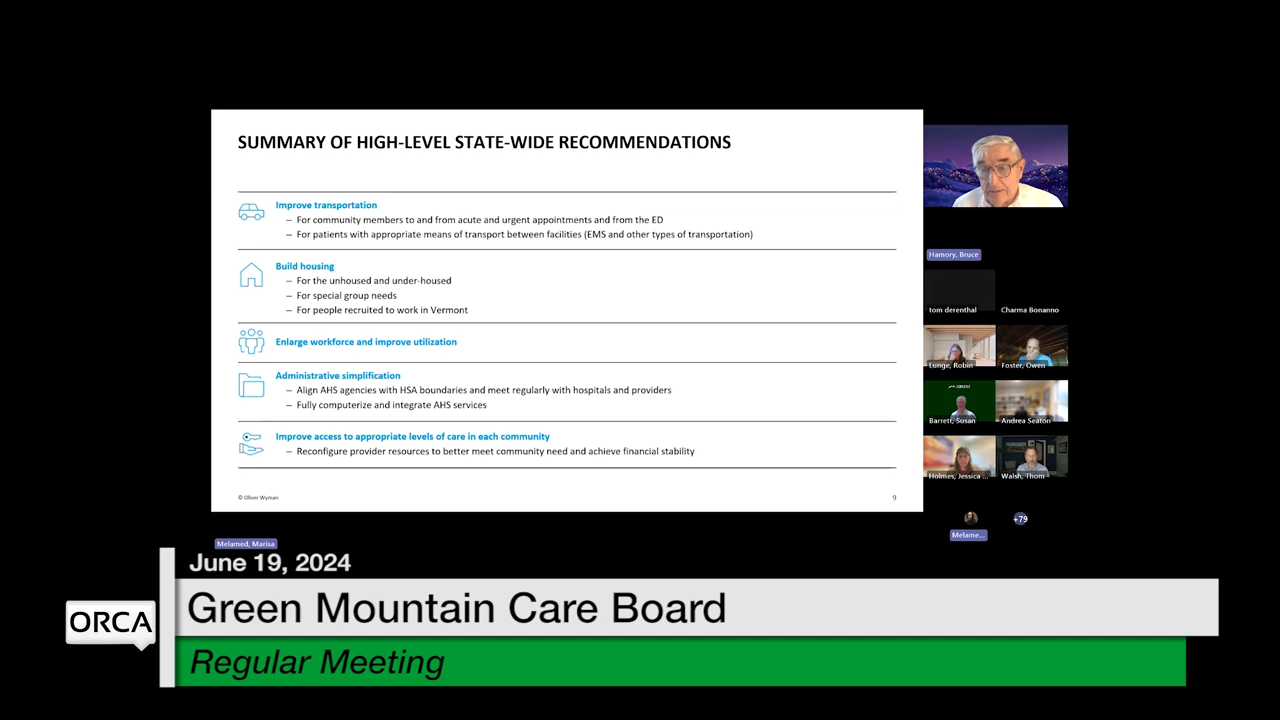 SUMMARY OF HIGH-LEVEL STATE-WIDE RECOMMENDATIONS
Improve transportation
– For community members to and from acute and urgent appointments and from the ED
– For patients with appropriate means of transport between facilities (EMS and other types of transportation)
Build housing
– For the unhoused and under-housed
– For special group needs
– For people recruited to work in Vermont
Enlarge workforce and improve utilization
Administrative simplification
– Align AHS agencies with HSA boundaries and meet regularly with hospitals and providers
– Fully computerize and integrate AHS services
Improve access to appropriate levels of care in each community
– Reconfigure provider resources to better meet community need and achieve financial stability
© Oliver Wyman
9
Hamory, Bruce
tom derenthal
Charma Bonanno
Lunge, Robin
Foster, Owen
Barrett, Susan
Andrea Seaton
Holmes, Jessica ...
Walsh, Thom
+79
Melame...
Melamed, Marisa
June 19, 2024
ORCA
Green Mountain Care Board
Regular Meeting